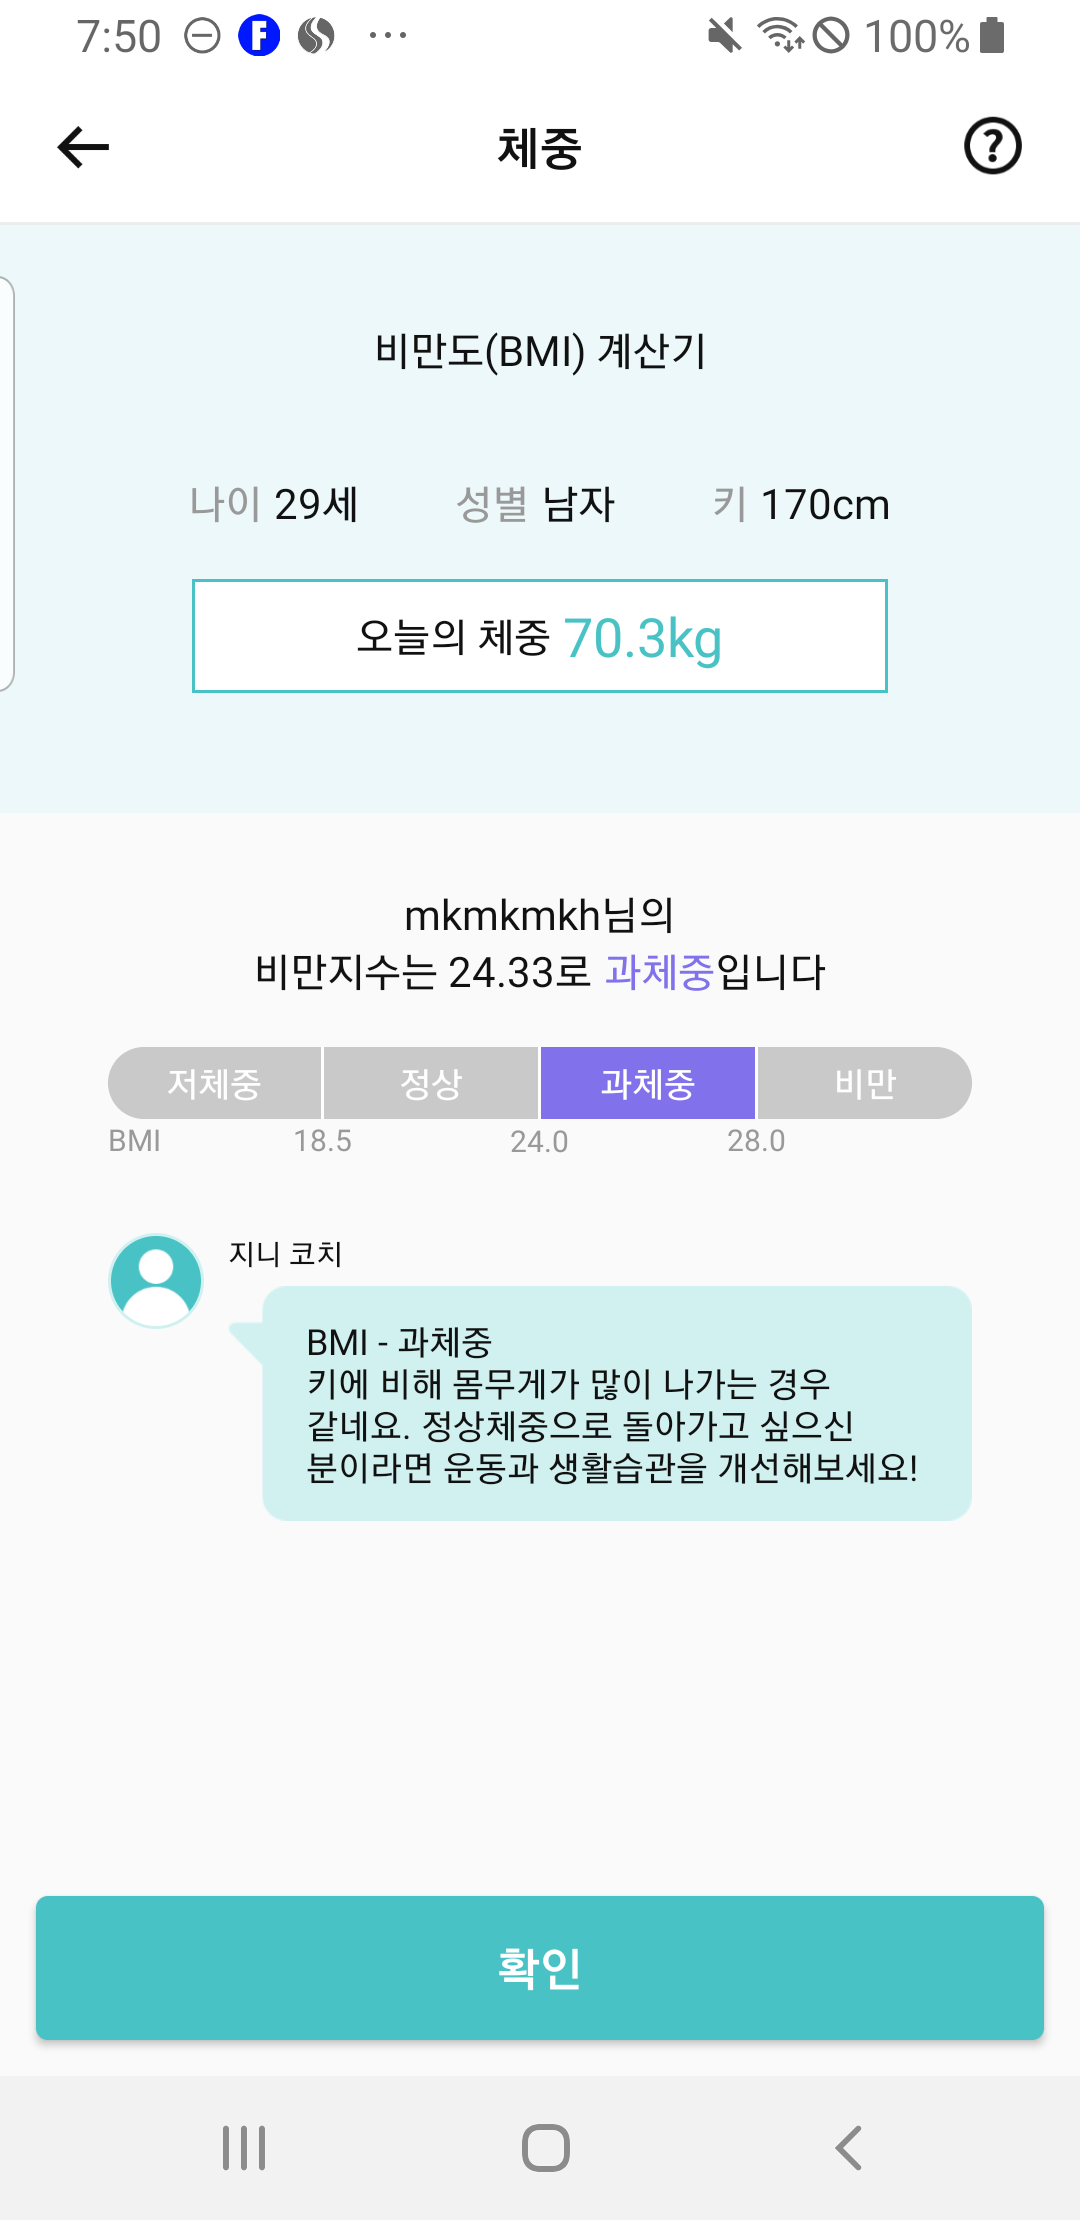 7:50
F
100%
체중
비만도(BMI) 계산기
나이 29세 성별 남자 키 170cm
오늘의 체중 70.3kg
mkmkmkh님의
비만지수는 24.33로 과체중입니다
저체중 정상 과체중 비만
BMI 18.5 24.0 28.0
지니 코치
BMI - 과체중
키에 비해 몸무게가 많이 나가는 경우
같네요. 정상체중으로 돌아가고 싶으신
분이라면 운동과 생활습관을 개선해보세요!
확인